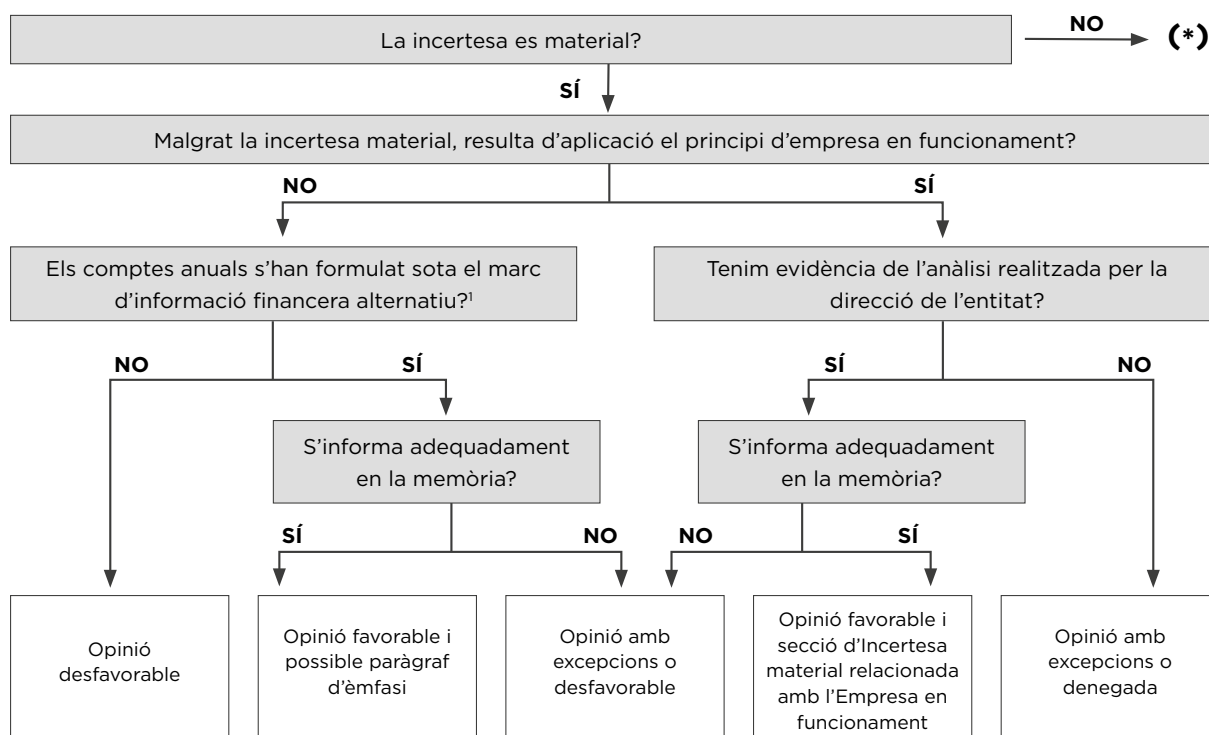 La incertesa es material?
NO
(*)
SÍ
Malgrat la incertesa material, resulta d'aplicació el principi d'empresa en funcionament?
NO
SÍ
Els comptes anuals s'han formulat sota el marc
d'informació financera alternatiu?¹
Tenim evidència de l'anàlisi realitzada per la
direcció de l'entitat?
NO
SÍ
SÍ
NO
S'informa adequadament
en la memòria?
S'informa adequadament
en la memòria?
SÍ
NO
NO
SÍ
Opinió
desfavorable
Opinió favorable i
possible paràgraf
d'èmfasi
Opinió amb
excepcions o
desfavorable
Opinió favorable i
secció d'Incertesa
material relacionada
amb l'Empresa en
funcionament
Opinió amb
excepcions o
denegada